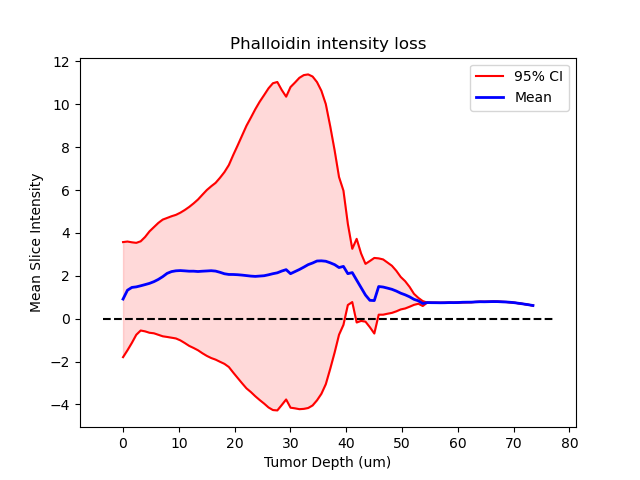 Phalloidin intensity loss
12
10
8
6
4
2
0
−2
−4
Mean Slice Intensity
95% CI
Mean
0 10 20 30 40 50 60 70 80
Tumor Depth (um)